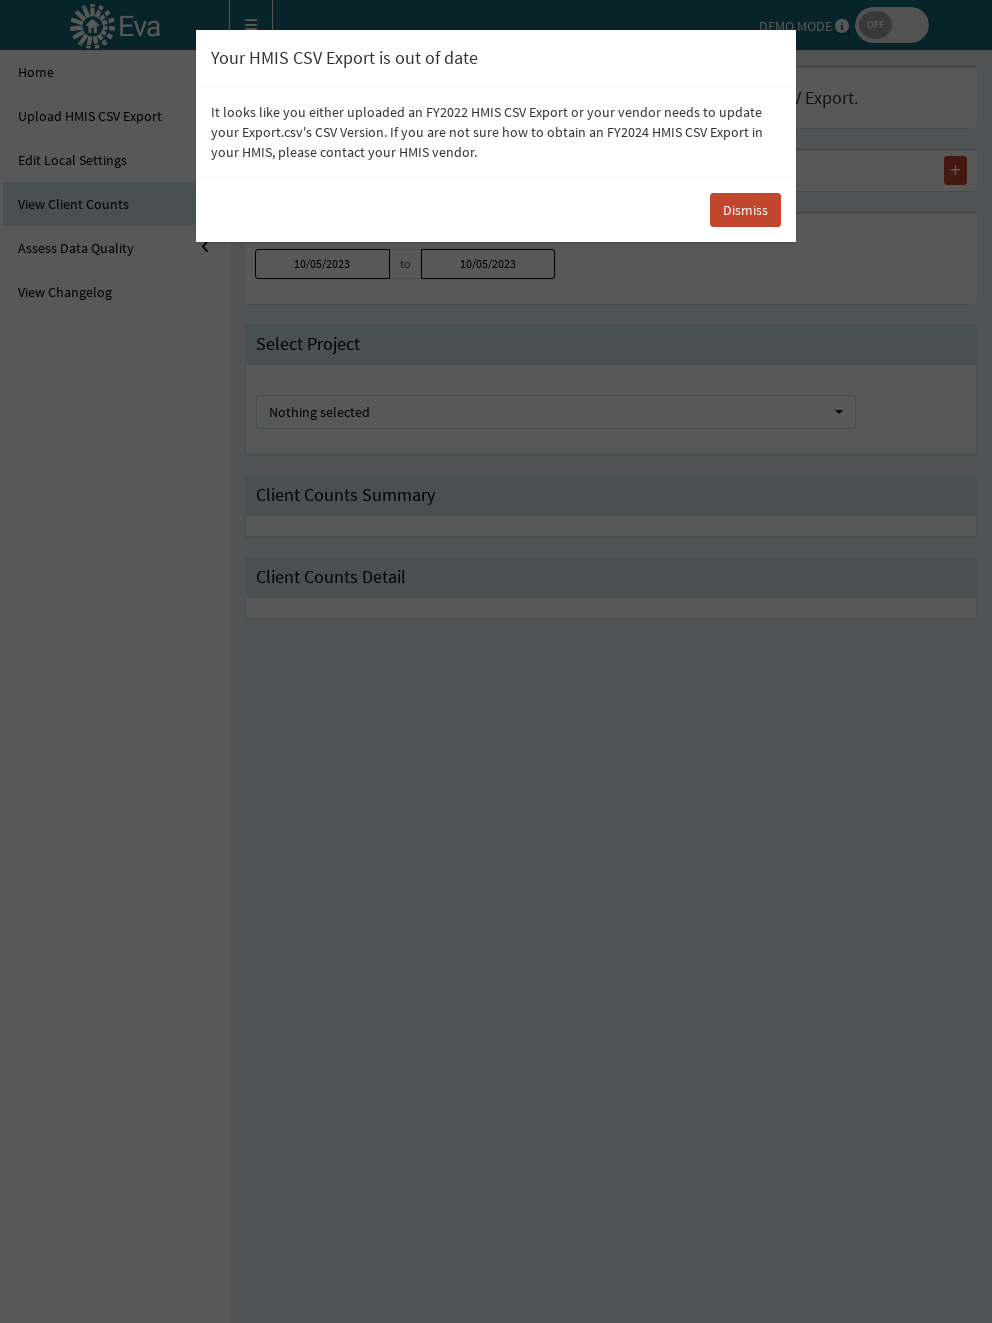 Eva
DEMO MODE
OFF
Your HMIS CSV Export is out of date
It looks like you either uploaded an FY2022 HMIS CSV Export or your vendor needs to update
your Export.csv's CSV Version. If you are not sure how to obtain an FY2024 HMIS CSV Export in
your HMIS, please contact your HMIS vendor.
Dismiss
Home
Upload HMIS CSV Export
Edit Local Settings
View Client Counts
Assess Data Quality
View Changelog
Export.
10/05/2023 to 10/05/2023
Select Project
Nothing selected
Client Counts Summary
Client Counts Detail